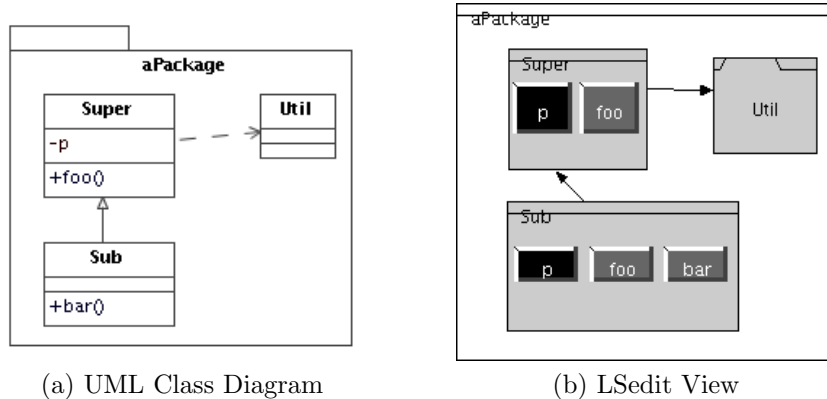 aPackage
Super
-p
+foo()
Util
Sub
+bar()
(a) UML Class Diagram
aPackage
Super
p
foo
Util
Sub
p
foo
bar
(b) LSedit View